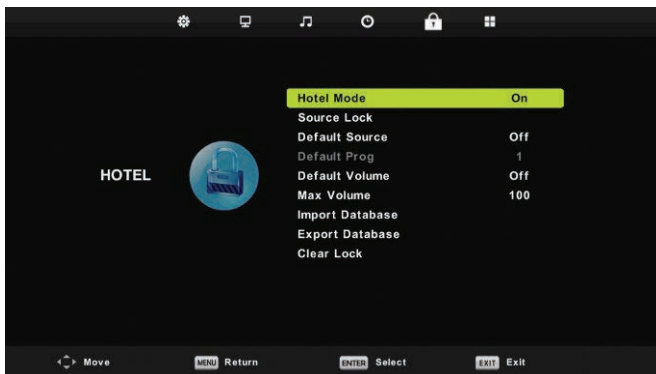 Hotel Mode On
Source Lock
Default Source Off
Default Prog 1
HOTEL
Default Volume Off
Max Volume 100
Import Database
Export Database
Clear Lock
Move MENU Return ENTER Select EXIT Exit